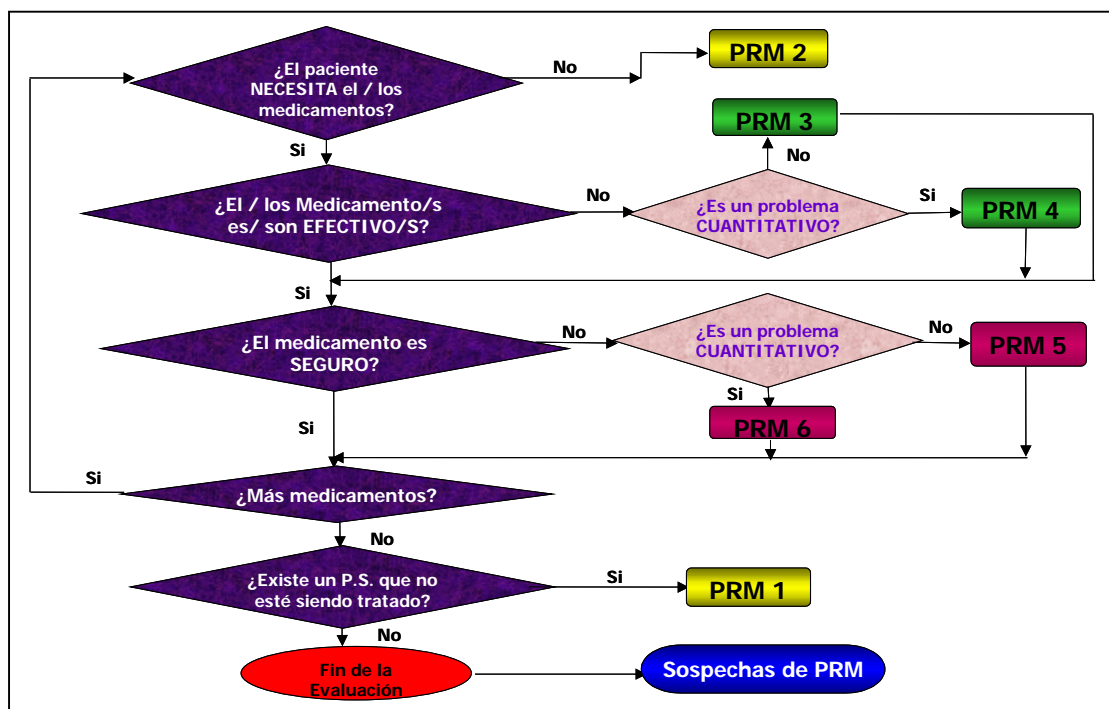 ¿El paciente
NECESITA el / los
medicamentos?
No
PRM 2
Si
PRM 3
No
¿El / los Medicamento/s
es/ son EFECTIVO/S?
No
¿Es un problema
CUANTITATIVO?
Si
PRM 4
Si
¿El medicamento es
SEGURO?
No
¿Es un problema
CUANTITATIVO?
No
PRM 5
Si
PRM 6
Si
Si
¿Más medicamentos?
No
¿Existe un P.S. que no
esté siendo tratado?
Si
PRM 1
No
Fin de la
Evaluación
Sospechas de PRM